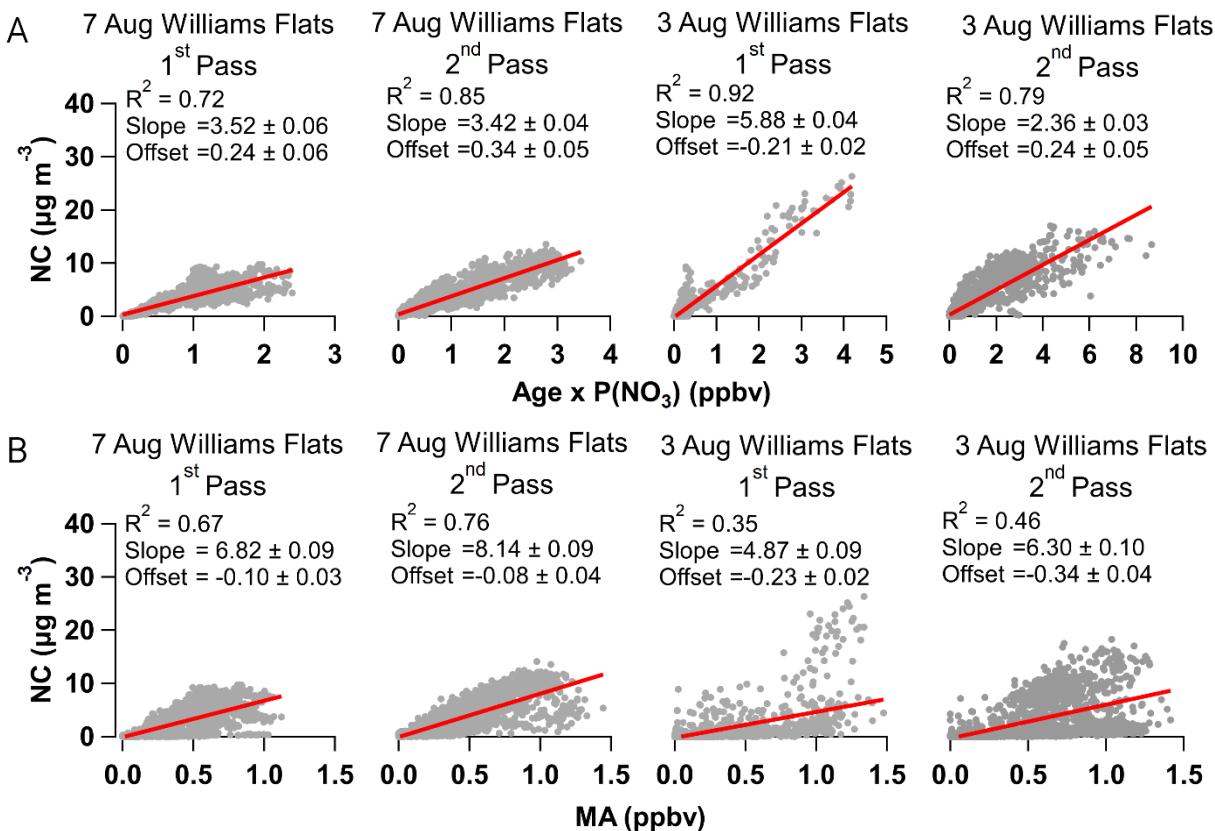 A
7 Aug Williams Flats
1st Pass
R2 = 0.72
Slope =3.52 ± 0.06
Offset =0.24 ± 0.06
7 Aug Williams Flats
2nd Pass
R2 = 0.85
Slope =3.42 ± 0.04
Offset =0.34 ± 0.05
3 Aug Williams Flats
1st Pass
R2 = 0.92
Slope =5.88 ± 0.04
Offset =-0.21 ± 0.02
3 Aug Williams Flats
2nd Pass
R2 = 0.79
Slope =2.36 ± 0.03
Offset =0.24 ± 0.05
NC (µg m-3)
40
30
20
10
0
0 1 2 3
0 1 2 3 4
0 1 2 3 4 5
0 2 4 6 8 10
Age x P(NO3) (ppbv)
B
7 Aug Williams Flats
1st Pass
R2 = 0.67
Slope = 6.82 ± 0.09
Offset = -0.10 ± 0.03
7 Aug Williams Flats
2nd Pass
R2 = 0.76
Slope =8.14 ± 0.09
Offset =-0.08 ± 0.04
3 Aug Williams Flats
1st Pass
R2 = 0.35
Slope =4.87 ± 0.09
Offset =-0.23 ± 0.02
3 Aug Williams Flats
2nd Pass
R2 = 0.46
Slope =6.30 ± 0.10
Offset =-0.34 ± 0.04
NC (µg m-3)
40
30
20
10
0
0.0 0.5 1.0 1.5
0.0 0.5 1.0 1.5
0.0 0.5 1.0 1.5
0.0 0.5 1.0 1.5
MA (ppbv)